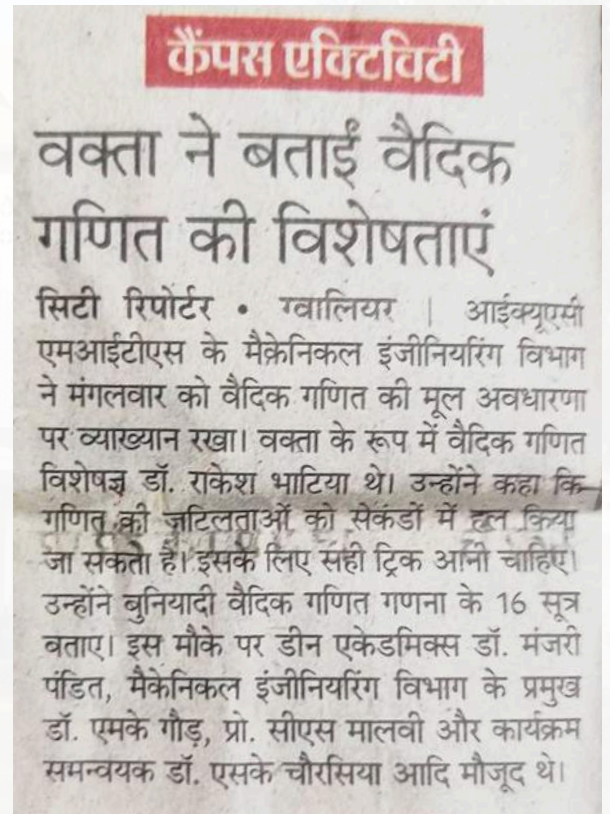 कैंपस एक्टिविटी
वक्ता ने बताईं वैदिक
गणित की विशेषताएं
सिटी रिपोर्टर • ग्वालियर | आईक्यूएसी
एमआईटीएस के मैक्रेनिकल इंजीनियरिंग विभाग
ने मंगलवार को वैदिक गणित की मूल अवधारणा
पर व्याख्यान रखा। वक्ता के रूप में वैदिक गणित
विशेषज्ञ डॉ. राकेश भाटिया थे। उन्होंने कहा कि
गणित की जटिलताओं को सेकंडों में हल किया
जा सकता है। इसके लिए सही ट्रिक आनी चाहिए।
उन्होंने बुनियादी वैदिक गणित गणना के 16 सूत्र
बताए। इस मौके पर डीन एकेडमिक्स डॉ. मंजरी
पंडित, मैकेनिकल इंजीनियरिंग विभाग के प्रमुख
डॉ. एमके गौड़, प्रो. सीएस मालवी और कार्यक्रम
समन्वयक डॉ. एसके चौरसिया आदि मौजूद थे।